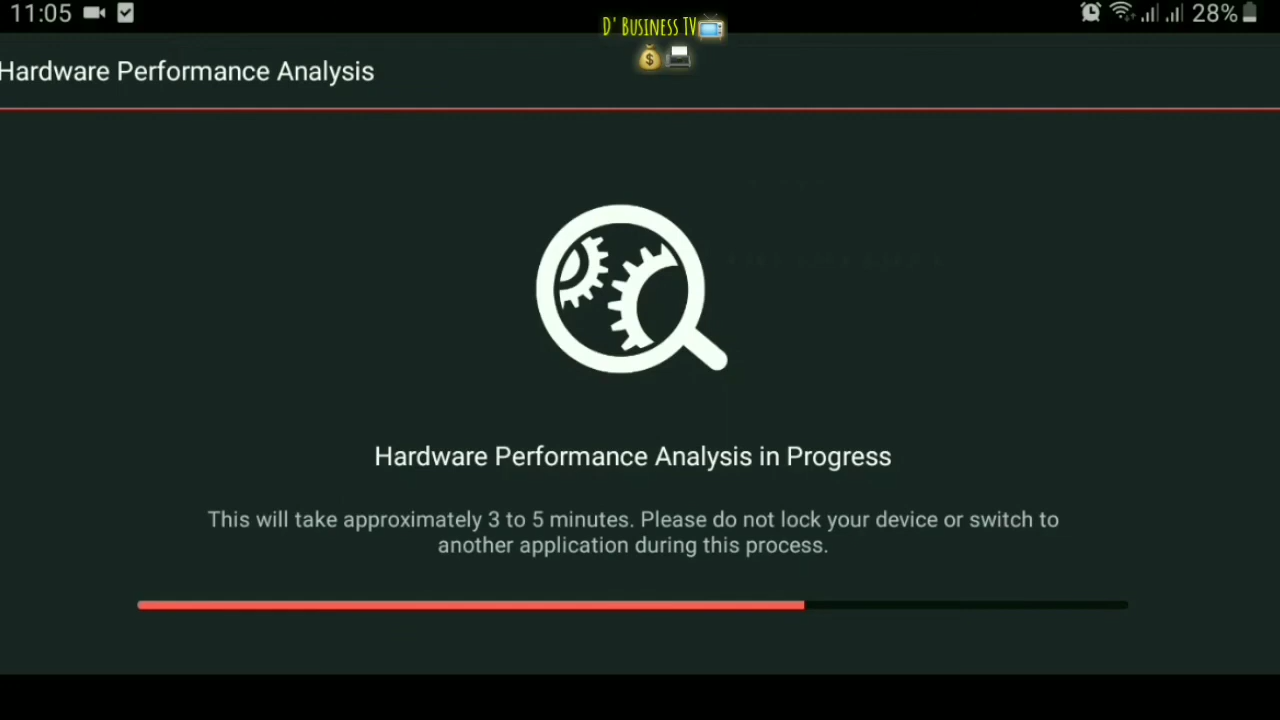 11:05
28%
D' Business TV
Hardware Performance Analysis
Hardware Performance Analysis in Progress
This will take approximately 3 to 5 minutes. Please do not lock your device or switch to
another application during this process.